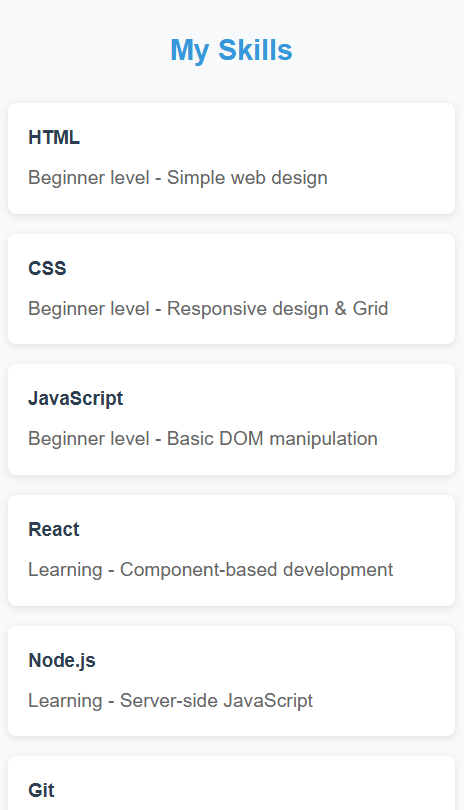 My Skills
HTML
Beginner level - Simple web design
CSS
Beginner level - Responsive design & Grid
JavaScript
Beginner level - Basic DOM manipulation
React
Learning - Component-based development
Node.js
Learning - Server-side JavaScript
Git